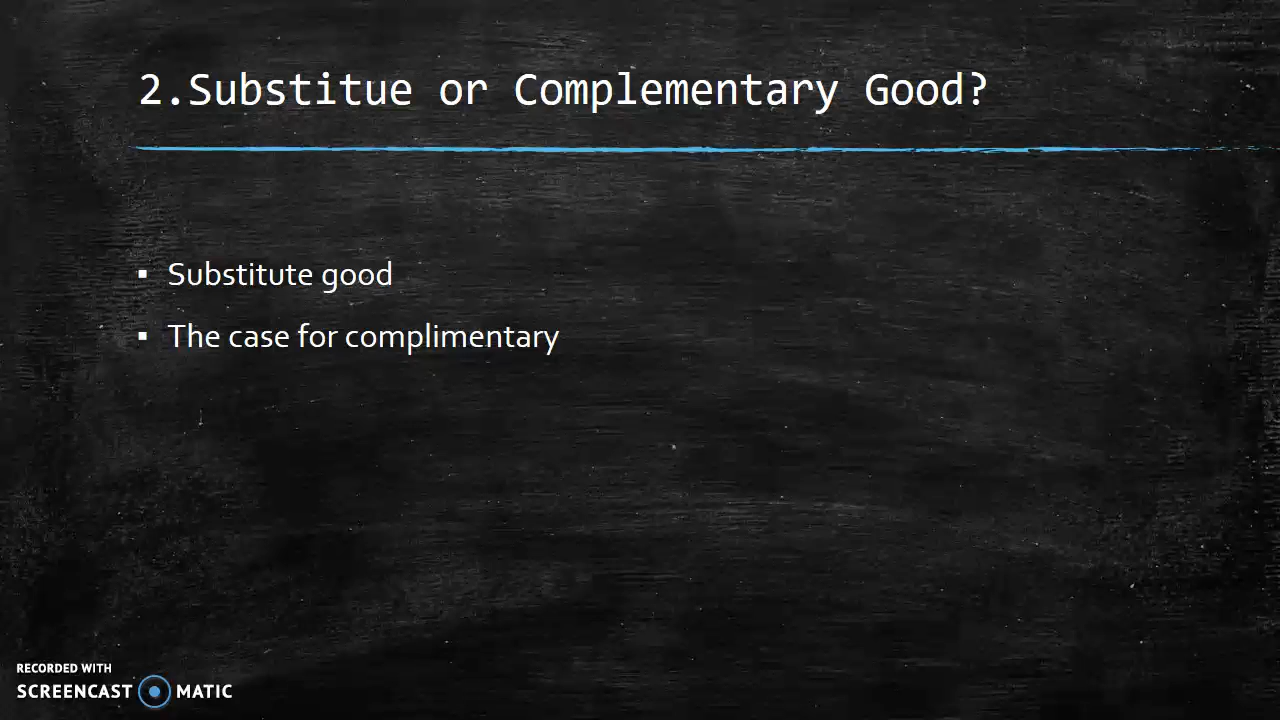 2.Substitue or Complementary Good?
▪ Substitute good
▪ The case for complimentary
RECORDED WITH
SCREENCAST MATIC